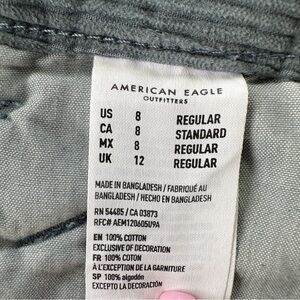 AMERICAN EAGLE
OUTFITTERS
US 8 REGULAR
CA 8 STANDARD
MX 8 REGULAR
UK 12 REGULAR
MADE IN BANGLADESH / FABRIQUÉ AU
BANGLADESH / HECHO EN BANGLADESH
RN 54485 / CA 03873
RFC# AEM120605U9A
EN 100% COTTON
EXCLUSIVE OF DECORATION
FR 100% COTTON
À L'EXCEPTION DE LA GARNITURE
SP 100% algodón
EXCEPTO LA DECORACIÓN